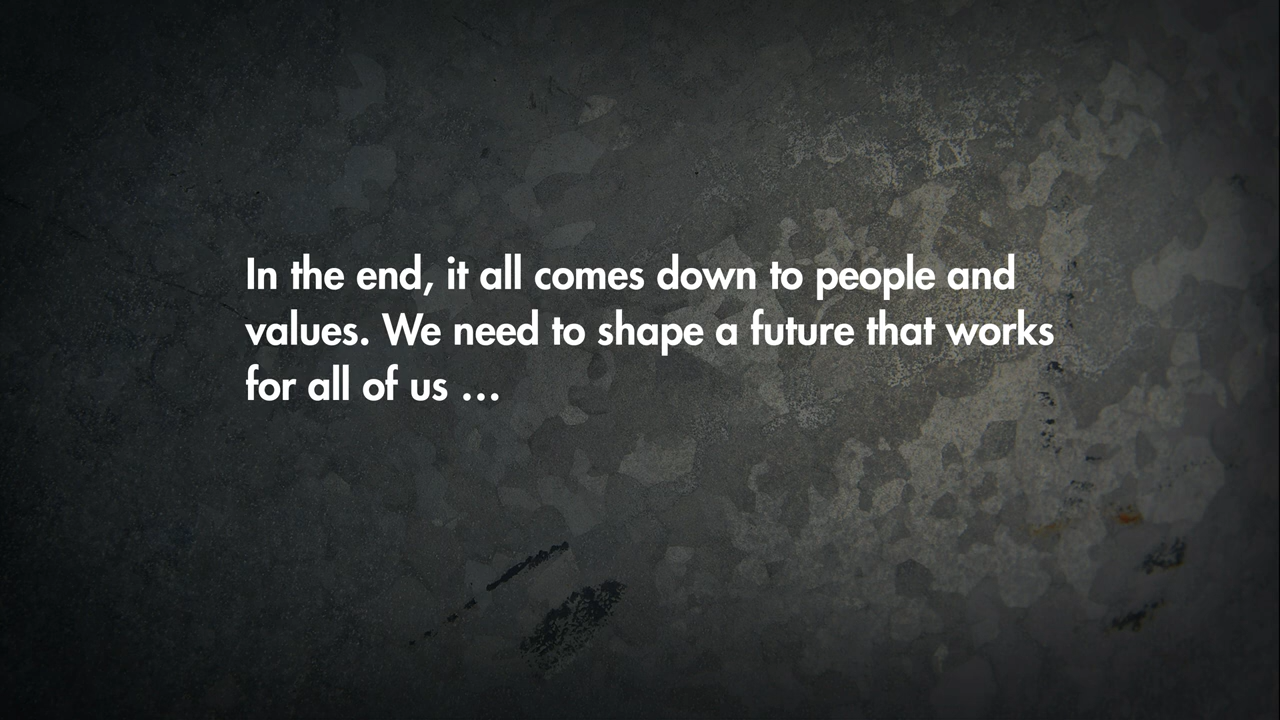 In the end, it all comes down to people and
values. We need to shape a future that works
for all of us ...